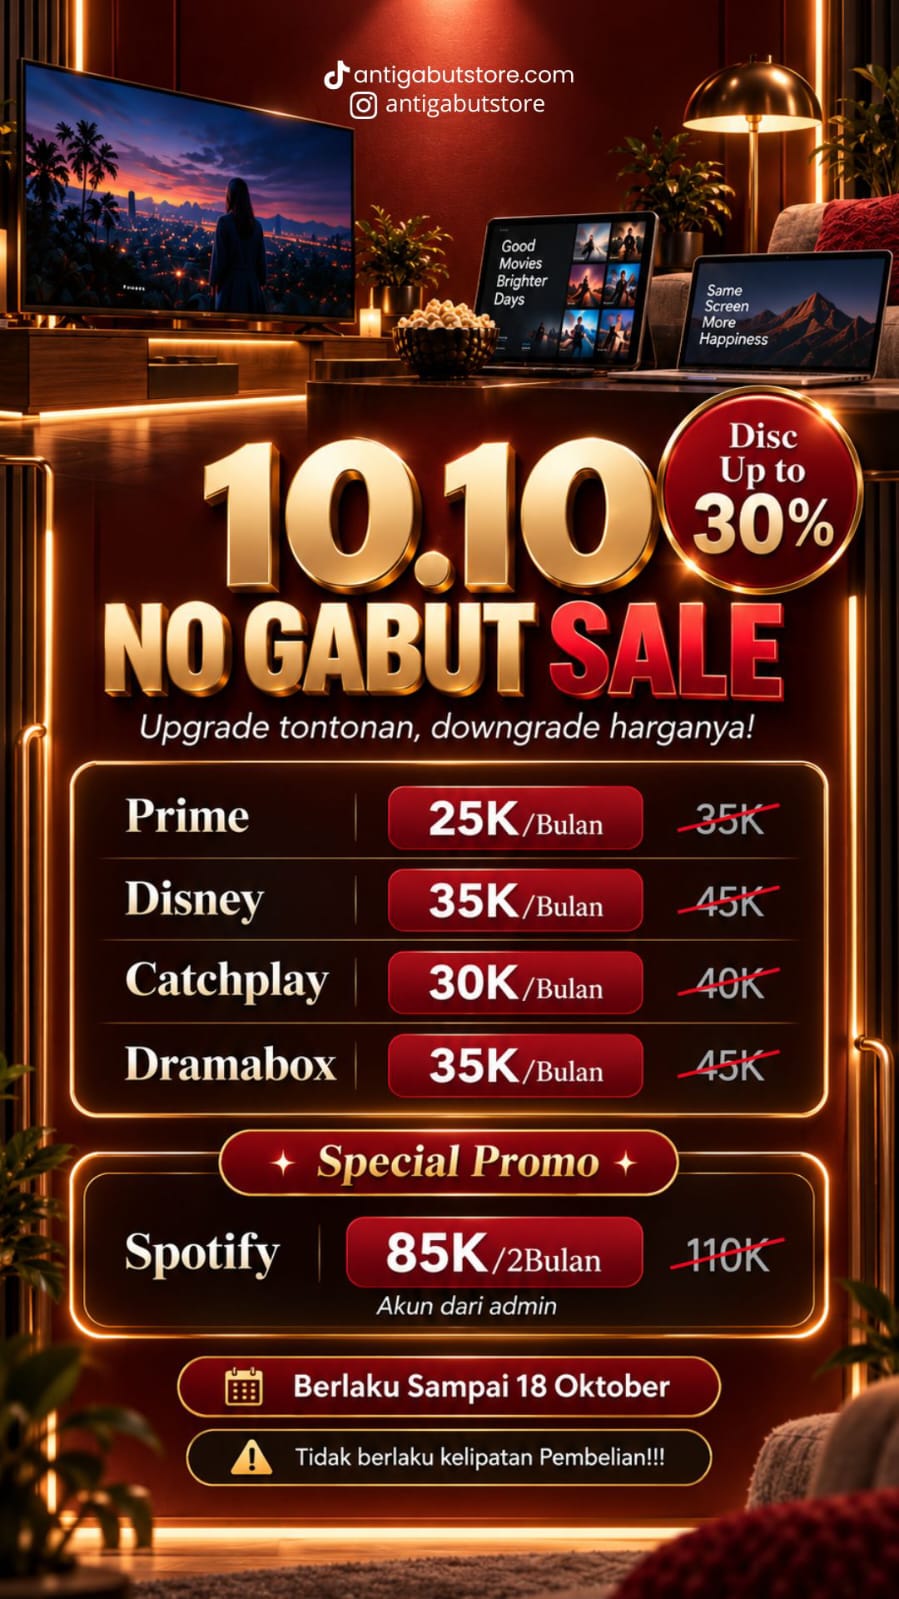 antigabutstore.com
antigabutstore
Good
Movies
Brighter
Days
Same
Screen
More
Happiness
Disc
Up to
30%
10.10
NO GABUT SALE
Upgrade tontonan, downgrade harganya!
Prime 25K/Bulan 35K
Disney 35K/Bulan 45K
Catchplay 30K/Bulan 40K
Dramabox 35K/Bulan 45K
Special Promo
Spotify 85K/2Bulan 110K
Akun dari admin
Berlaku Sampai 18 Oktober
Tidak berlaku kelipatan Pembelian!!!